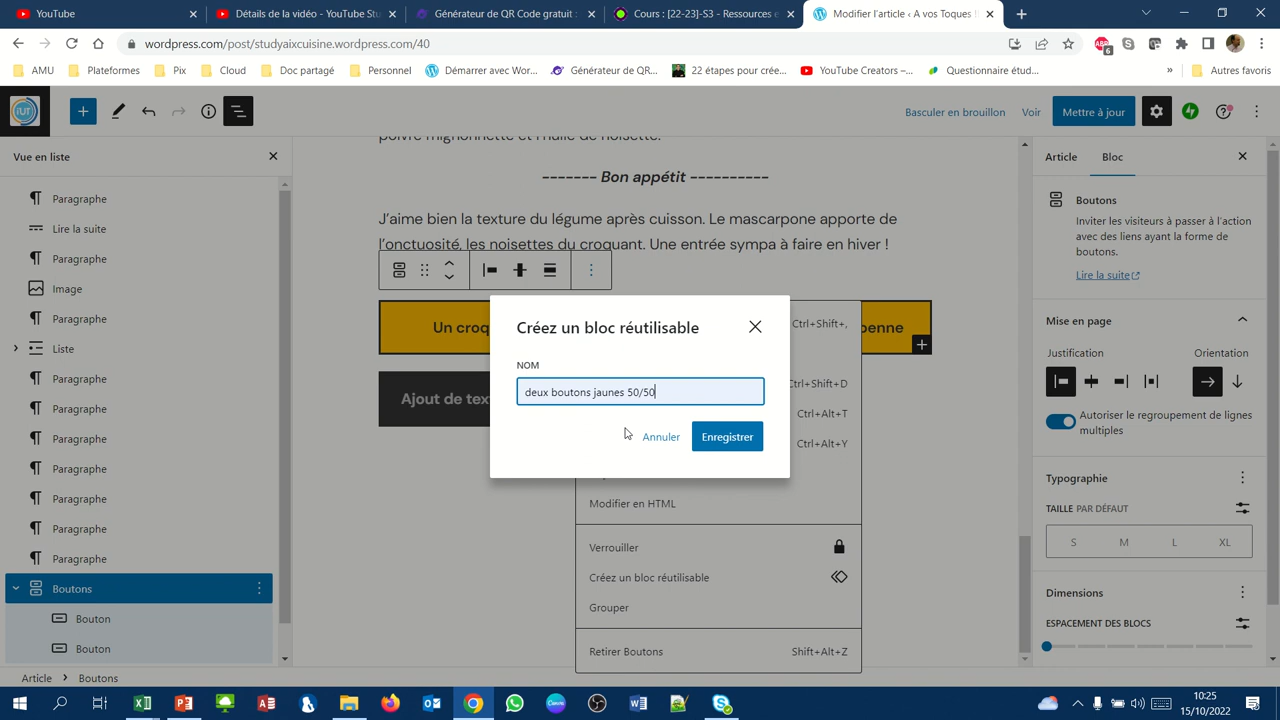 YouTube
Détails de la vidéo - YouTube Stu
Générateur de QR Code gratuit :
Cours : [22-23]-S3 - Ressources e
Modifier l'article ‹ A vos Toques !!
wordpress.com/post/studyaixcuisine.wordpress.com/40
6
AMU
Plateformes
Pix
Cloud
Doc partagé
Personnel
Démarrer avec Wor...
Générateur de QR...
22 étapes pour crée...
YouTube Creators –...
Questionnaire étud...
»
Autres favoris
iUT
Basculer en brouillon
Voir
Mettre à jour
Vue en liste
Paragraphe
Lire la suite
Paragraphe
Image
Paragraphe
Liste
Paragraphe
Paragraphe
Paragraphe
Paragraphe
Paragraphe
Paragraphe
Paragraphe
Boutons
Bouton
Bouton
poivre mignonnette et huile de noisette.
------- Bon appétit ----------
J'aime bien la texture du légume après cuisson. Le mascarpone apporte de
l'onctuosité, les noisettes du croquant. Une entrée sympa à faire en hiver !
Un croq
penne
Ajout de tex
Créez un bloc réutilisable
NOM
deux boutons jaunes 50/50
Annuler
Enregistrer
Ctrl+Shift+,
Ctrl+Shift+D
Ctrl+Alt+T
Ctrl+Alt+Y
Modifier en HTML
Verrouiller
Créez un bloc réutilisable
Grouper
Retirer Boutons
Shift+Alt+Z
Article
Bloc
Boutons
Inviter les visiteurs à passer à l'action
avec des liens ayant la forme de
boutons.
Lire la suite
Mise en page
Justification
Orientation
Autoriser le regroupement de lignes
multiples
Typographie
TAILLE PAR DÉFAUT
S
M
L
XL
Dimensions
ESPACEMENT DES BLOCS
Article
Boutons
10:25
15/10/2022